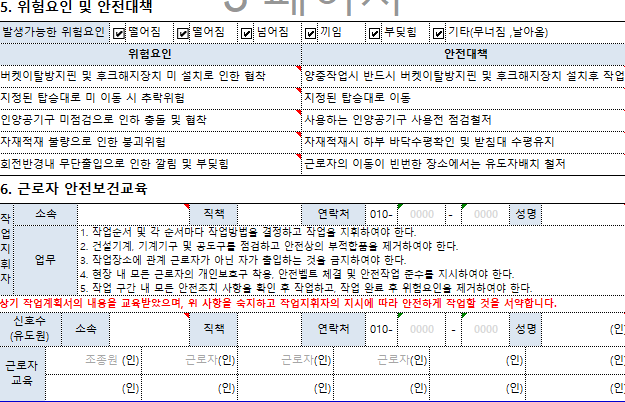 5. 위험요인 및 안전대책
발생가능한 위험요인 떨어짐 떨어짐 넘어짐 끼임 부딪힘 기타(무너짐 ,날아옴)
위험요인 안전대책
버켓이탈방지핀 및 후크해지장치 미 설치로 인한 협착 양중작업시 반드시 버켓이탈방지핀 및 후크해지장치 설치후 작업
지정된 탑승대로 미 이동 시 추락위험 지정된 탑승대로 이동
인양공기구 미점검으로 인하 충돌 및 협착 사용하는 인양공기구 사용전 점검철저
자재적재 불량으로 인한 붕괴위험 자재적재시 하부 바닥수평확인 및 받침대 수평유지
회전반경내 무단출입으로 인한 깔림 및 부딪힘 근로자의 이동이 빈번한 장소에서는 유도자배치 철저
6. 근로자 안전보건교육
작업지휘자 소속 직책 연락처 010- 0000 - 0000 성명
업무
1. 작업순서 및 각 순서마다 작업방법을 결정하고 작업을 지휘하여야 한다.
2. 건설기계, 기계기구 및 공도구를 점검하고 안전상의 부적합품을 제거하여야 한다.
3. 작업장소에 관계 근로자가 아닌 자가 출입하는 것을 금지하여야 한다.
4. 현장 내 모든 근로자의 개인보호구 착용, 안전벨트 체결 및 안전작업 준수를 지시하여야 한다.
5. 작업 구간 내 모든 안전조치 사항을 확인 후 작업하고, 작업 완료 후 위험요인을 제거하여야 한다.
상기 작업계획서의 내용을 교육받았으며, 위 사항을 숙지하고 작업지휘자의 지시에 따라 안전하게 작업할 것을 서약합니다.
신호수 (유도원) 소속 직책 연락처 010- 0000 - 0000 성명 (인)
근로자 교육 조종원 (인) 근로자(인) 근로자(인) 근로자(인) (인) (인)
(인) (인) (인) (인) (인) (인)